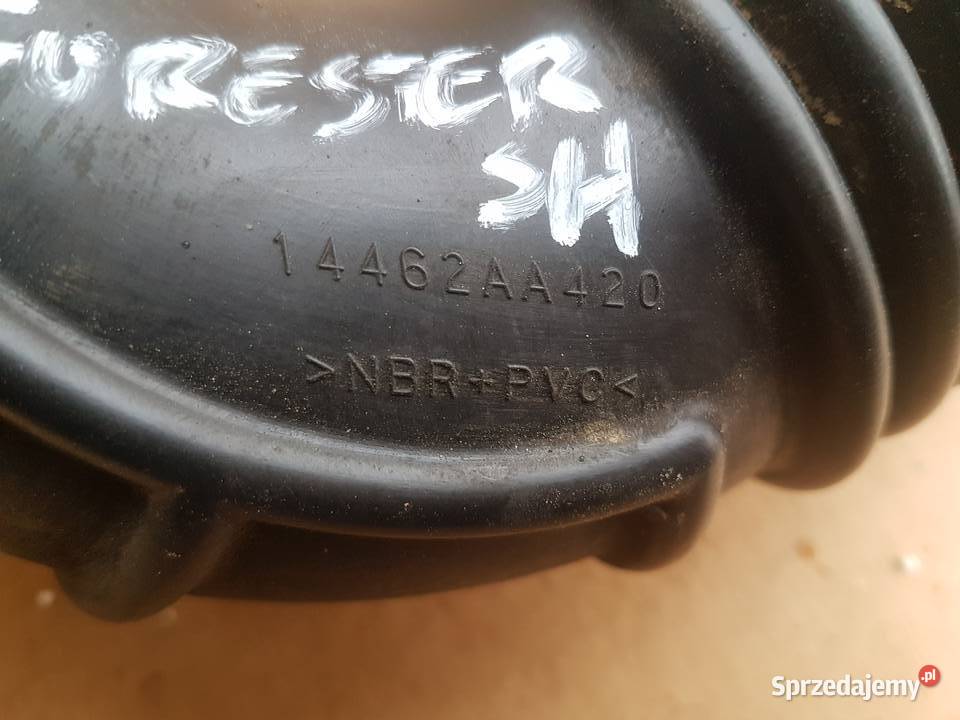 FORESTER
SH
14462AA420
>NBR+PVC<
Sprzedajemy.pl